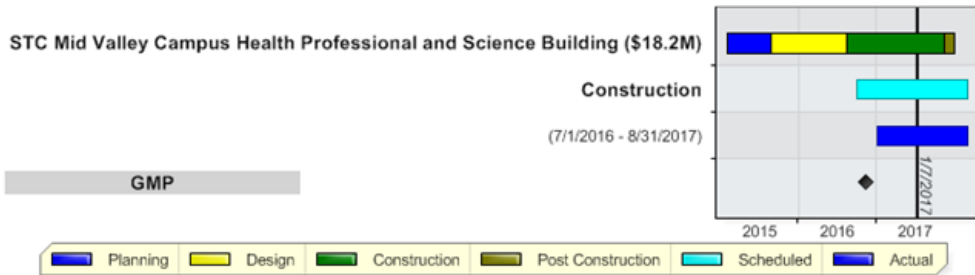 STC Mid Valley Campus Health Professional and Science Building ($18.2M)
Construction
(7/1/2016 - 8/31/2017)
GMP
1/7/2017
2015 2016 2017
Planning Design Construction Post Construction Scheduled Actual